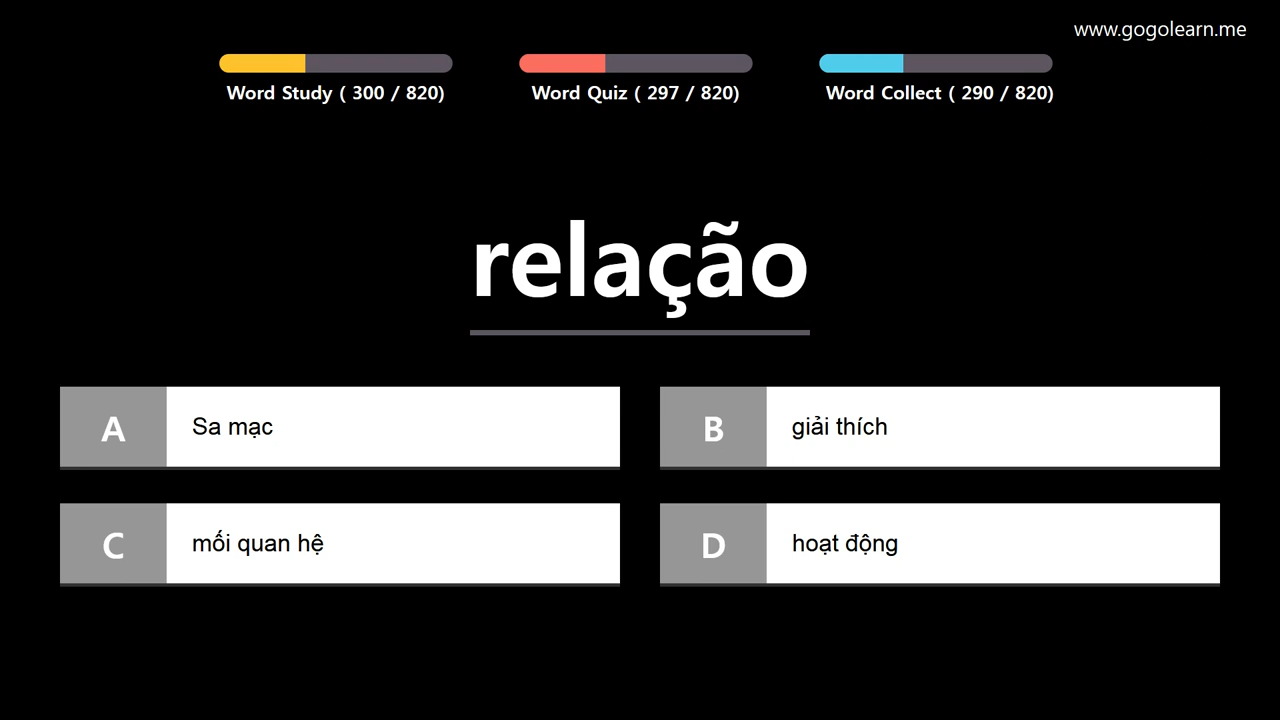 www.gogolearn.me
Word Study ( 300 / 820)
Word Quiz ( 297 / 820)
Word Collect ( 290 / 820)
relação
A
Sa mạc
B
giải thích
C
mối quan hệ
D
hoạt động